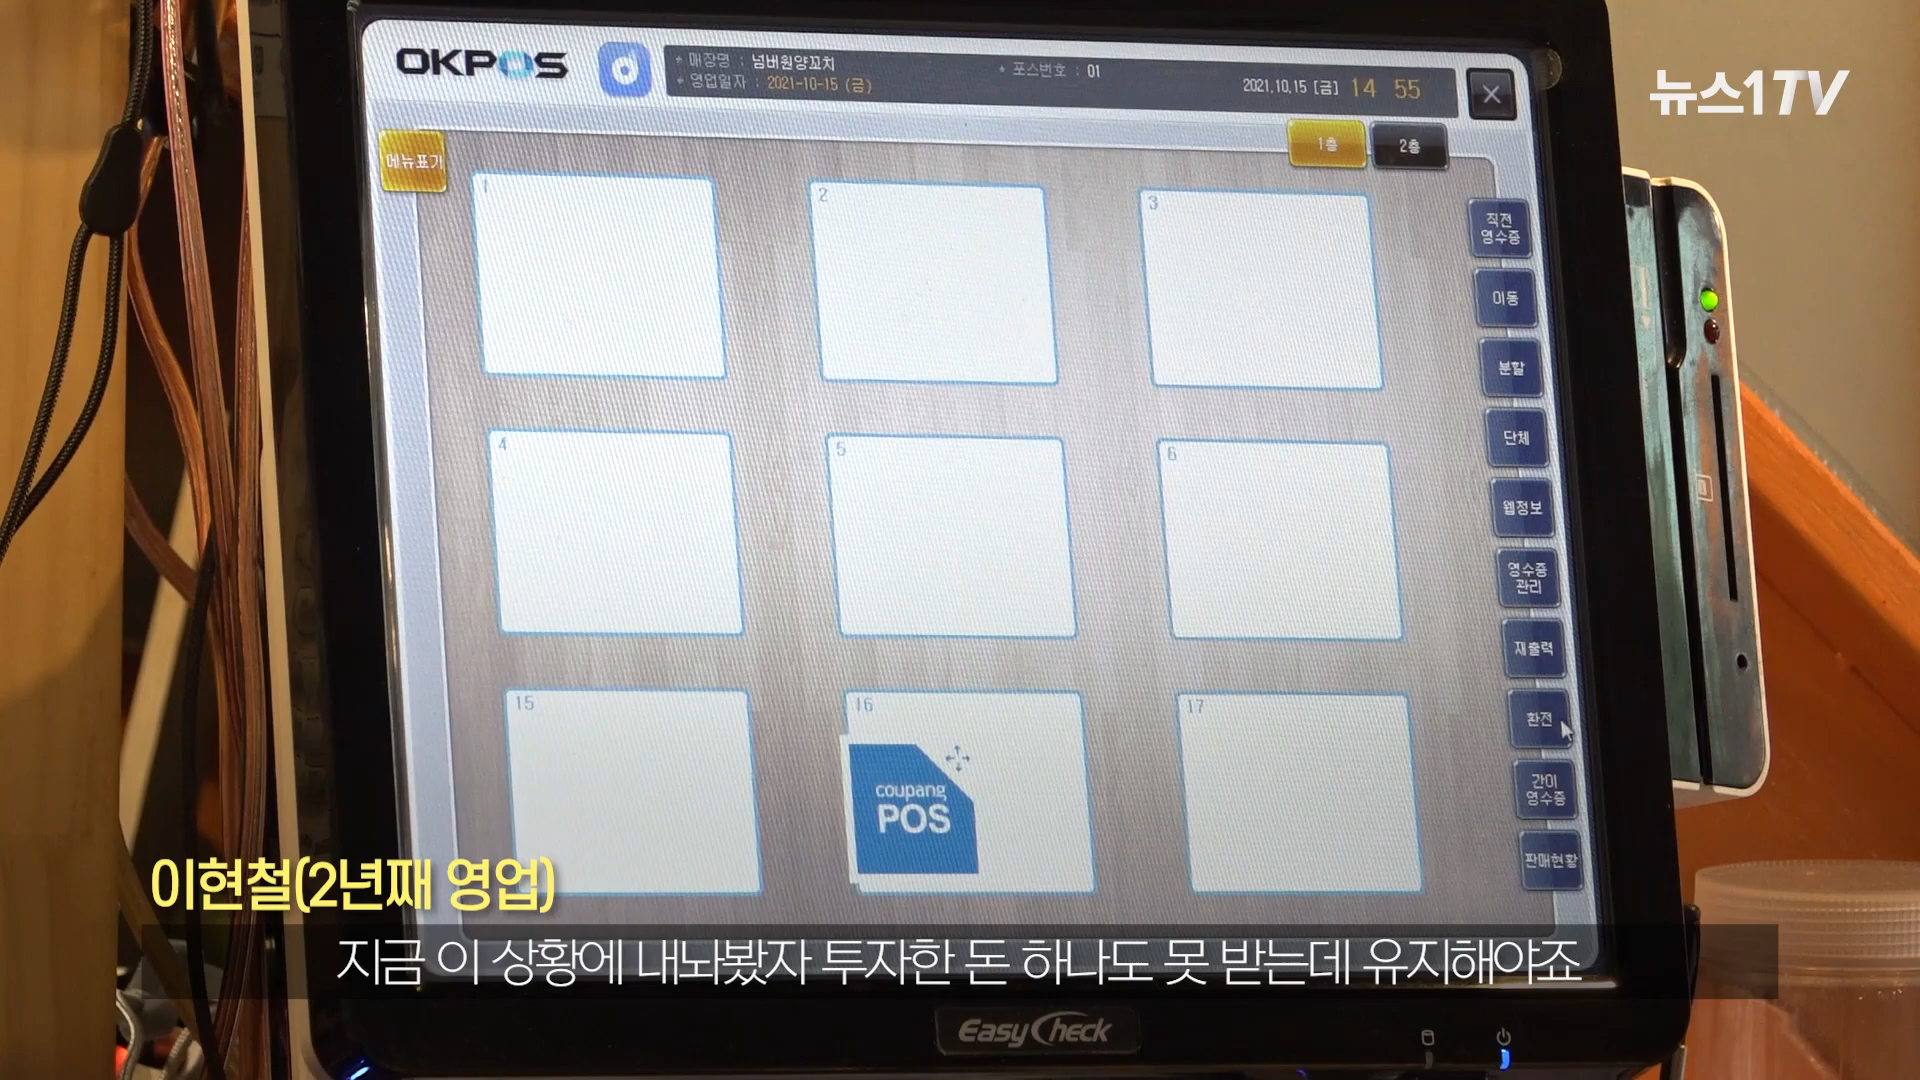 OKPOS
* 매장명 : 넘버원양꼬치
* 영업일자 : 2021-10-15 (금)
* 포스번호 : 01
2021.10.15 [금] 14 55
뉴스1TV
메뉴표기
1층
2층
1
2
3
4
5
6
15
16
17
coupang
POS
직전
영수증
이동
분할
단체
웹정보
영수증
관리
재출력
환전
간이
영수증
판매현황
이현철(2년째 영업)
지금 이 상황에 내놔봤자 투자한 돈 하나도 못 받는데 유지해야죠
EasyCheck